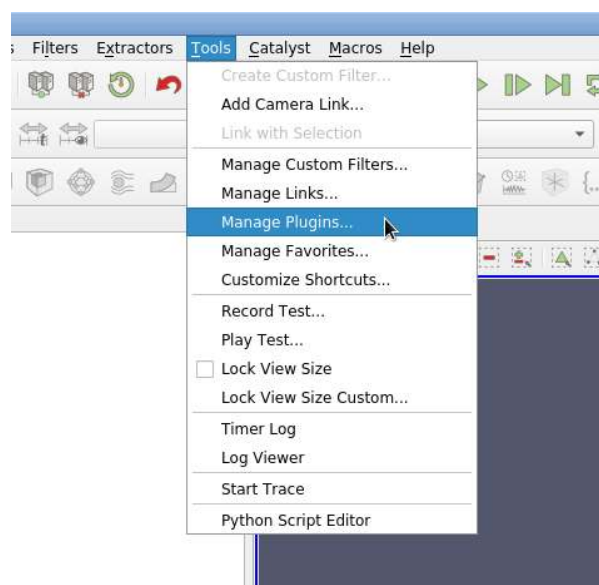 s Filters Extractors Tools Catalyst Macros Help
Create Custom Filter...
Add Camera Link...
Link with Selection
Manage Custom Filters...
Manage Links...
Manage Plugins...
Manage Favorites...
Customize Shortcuts...
Record Test...
Play Test...
Lock View Size
Lock View Size Custom...
Timer Log
Log Viewer
Start Trace
Python Script Editor